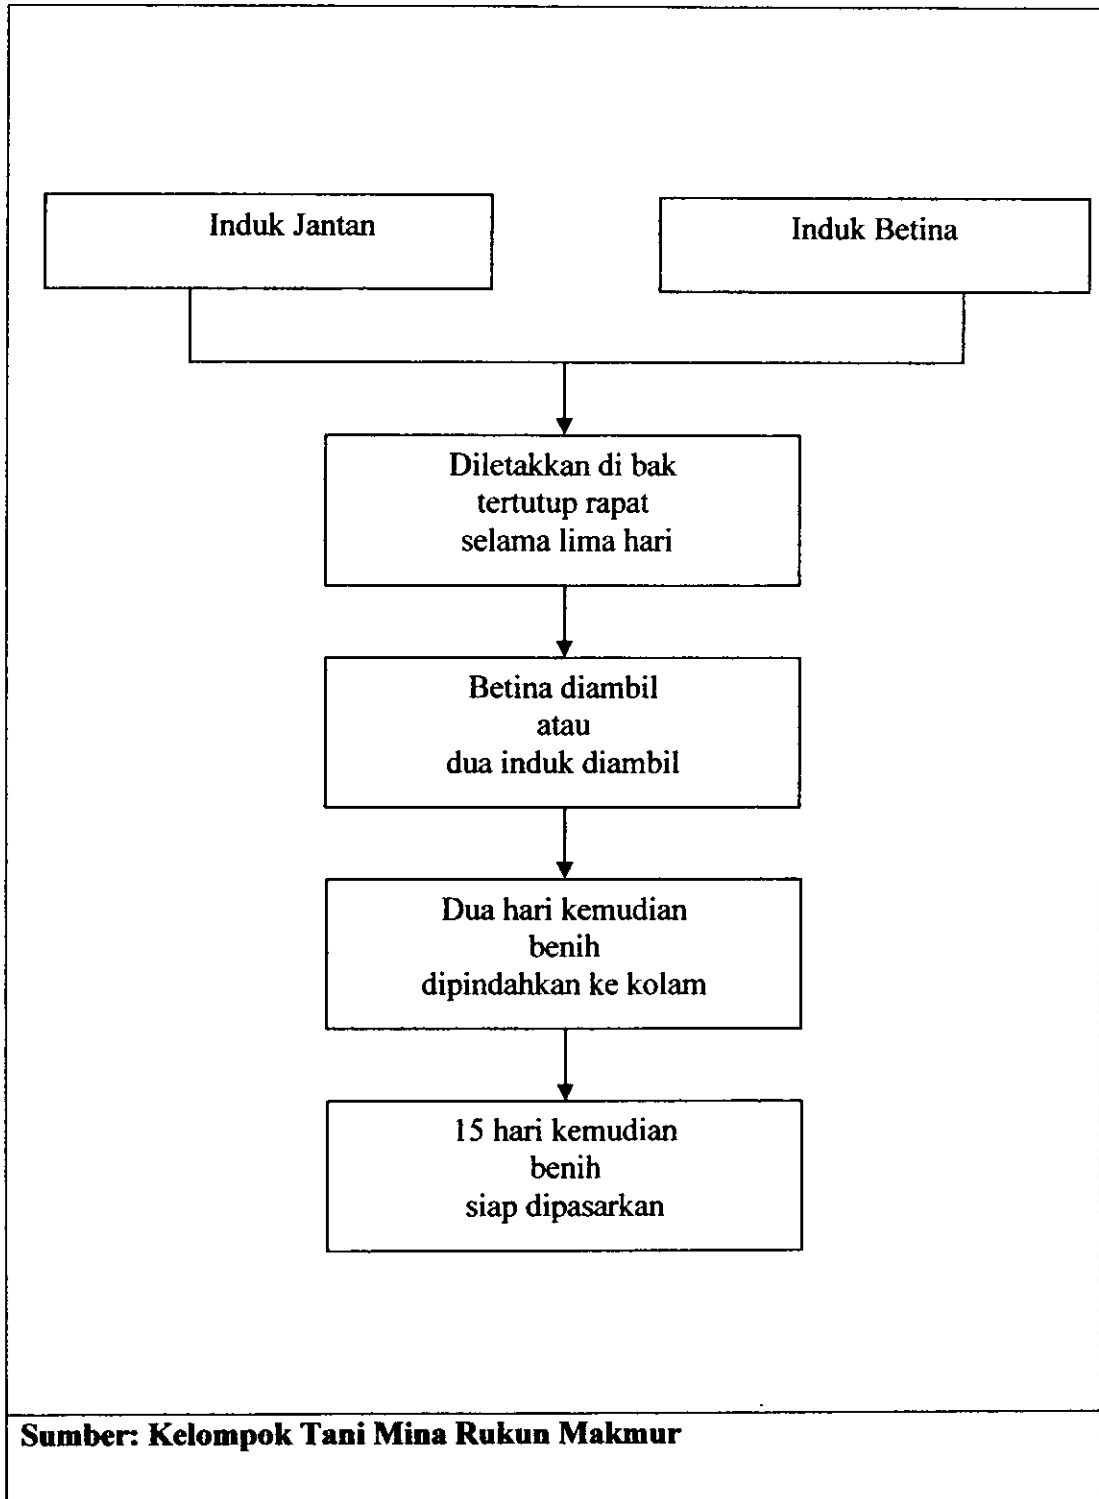 Induk Jantan
Induk Betina
Diletakkan di bak
tertutup rapat
selama lima hari
Betina diambil
atau
dua induk diambil
Dua hari kemudian
benih
dipindahkan ke kolam
15 hari kemudian
benih
siap dipasarkan
Sumber: Kelompok Tani Mina Rukun Makmur